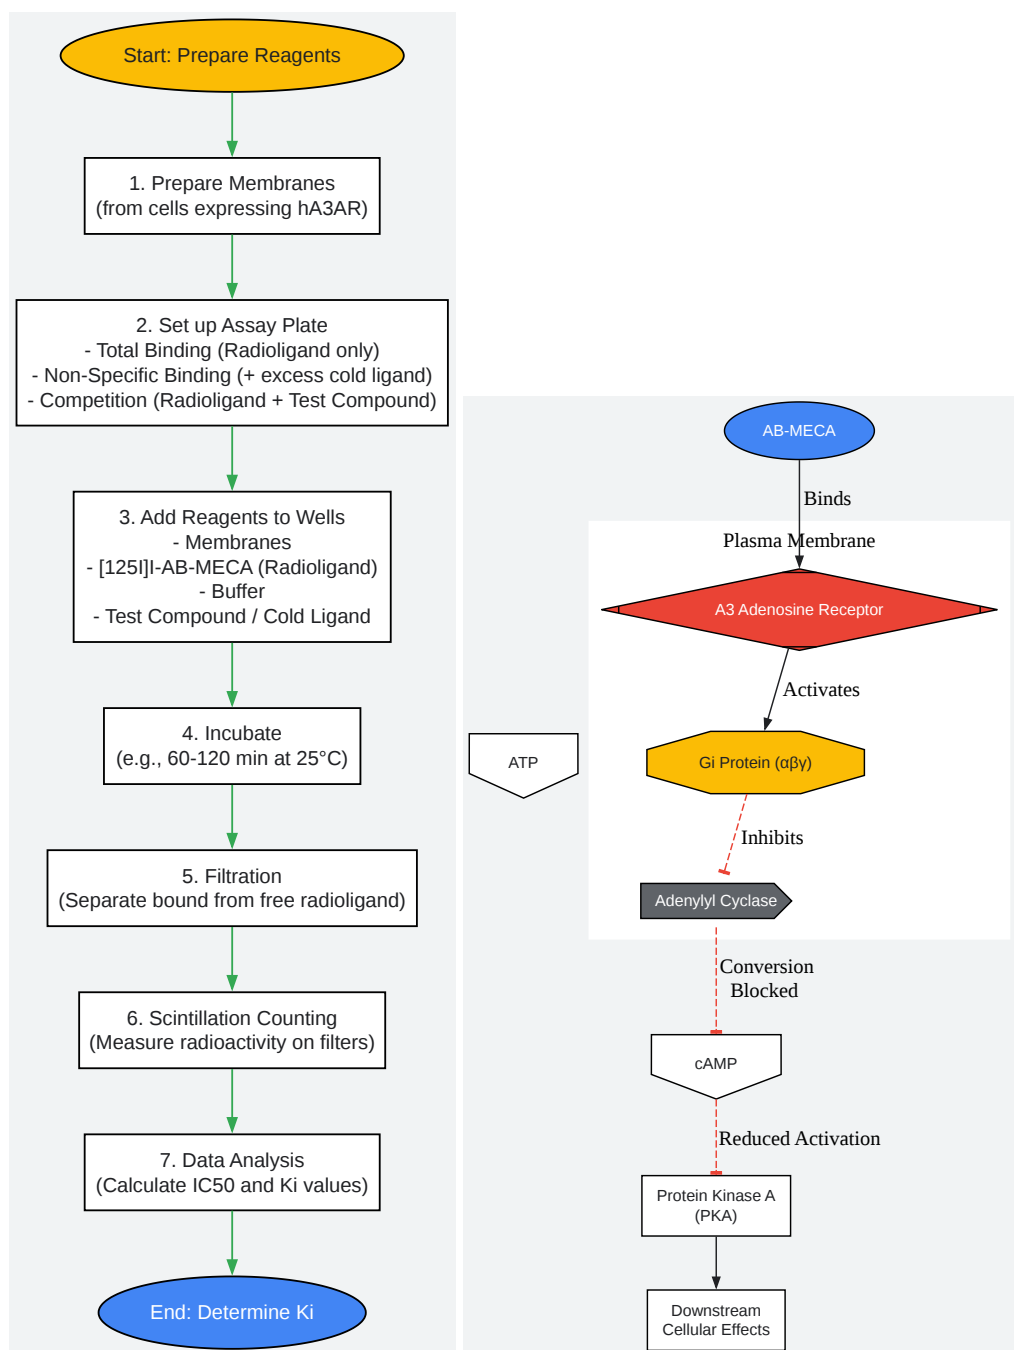 Start: Prepare Reagents
1. Prepare Membranes
(from cells expressing hA3AR)
2. Set up Assay Plate
- Total Binding (Radioligand only)
- Non-Specific Binding (+ excess cold ligand)
- Competition (Radioligand + Test Compound)
3. Add Reagents to Wells
- Membranes
- [125I]I-AB-MECA (Radioligand)
- Buffer
- Test Compound / Cold Ligand
4. Incubate
(e.g., 60-120 min at 25°C)
5. Filtration
(Separate bound from free radioligand)
6. Scintillation Counting
(Measure radioactivity on filters)
7. Data Analysis
(Calculate IC50 and Ki values)
End: Determine Ki
AB-MECA
Binds
Plasma Membrane
A3 Adenosine Receptor
Activates
ATP
Gi Protein (αβγ)
Inhibits
Adenylyl Cyclase
Conversion
Blocked
cAMP
Reduced Activation
Protein Kinase A
(PKA)
Downstream
Cellular Effects